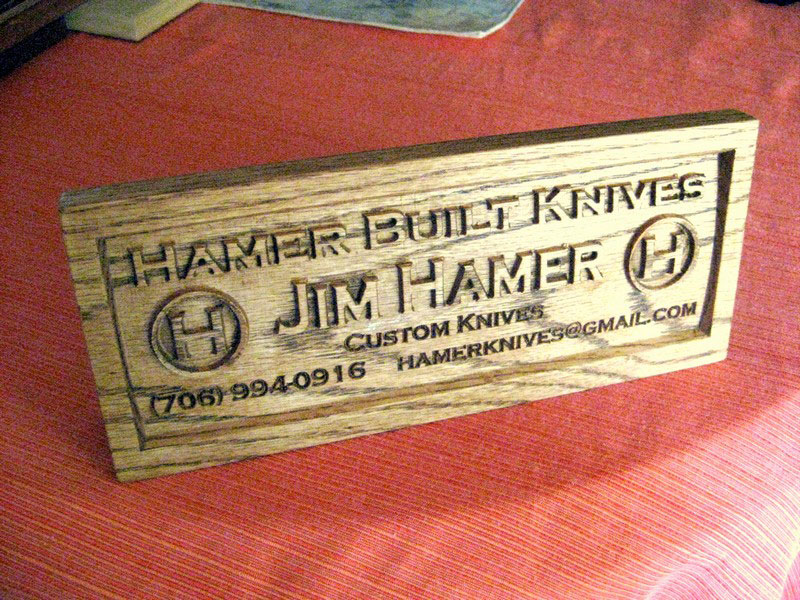 HAMER BUILT KNIVES
H JIM HAMER H
CUSTOM KNIVES
(706) 994-0916 HAMERKNIVES@GMAIL.COM